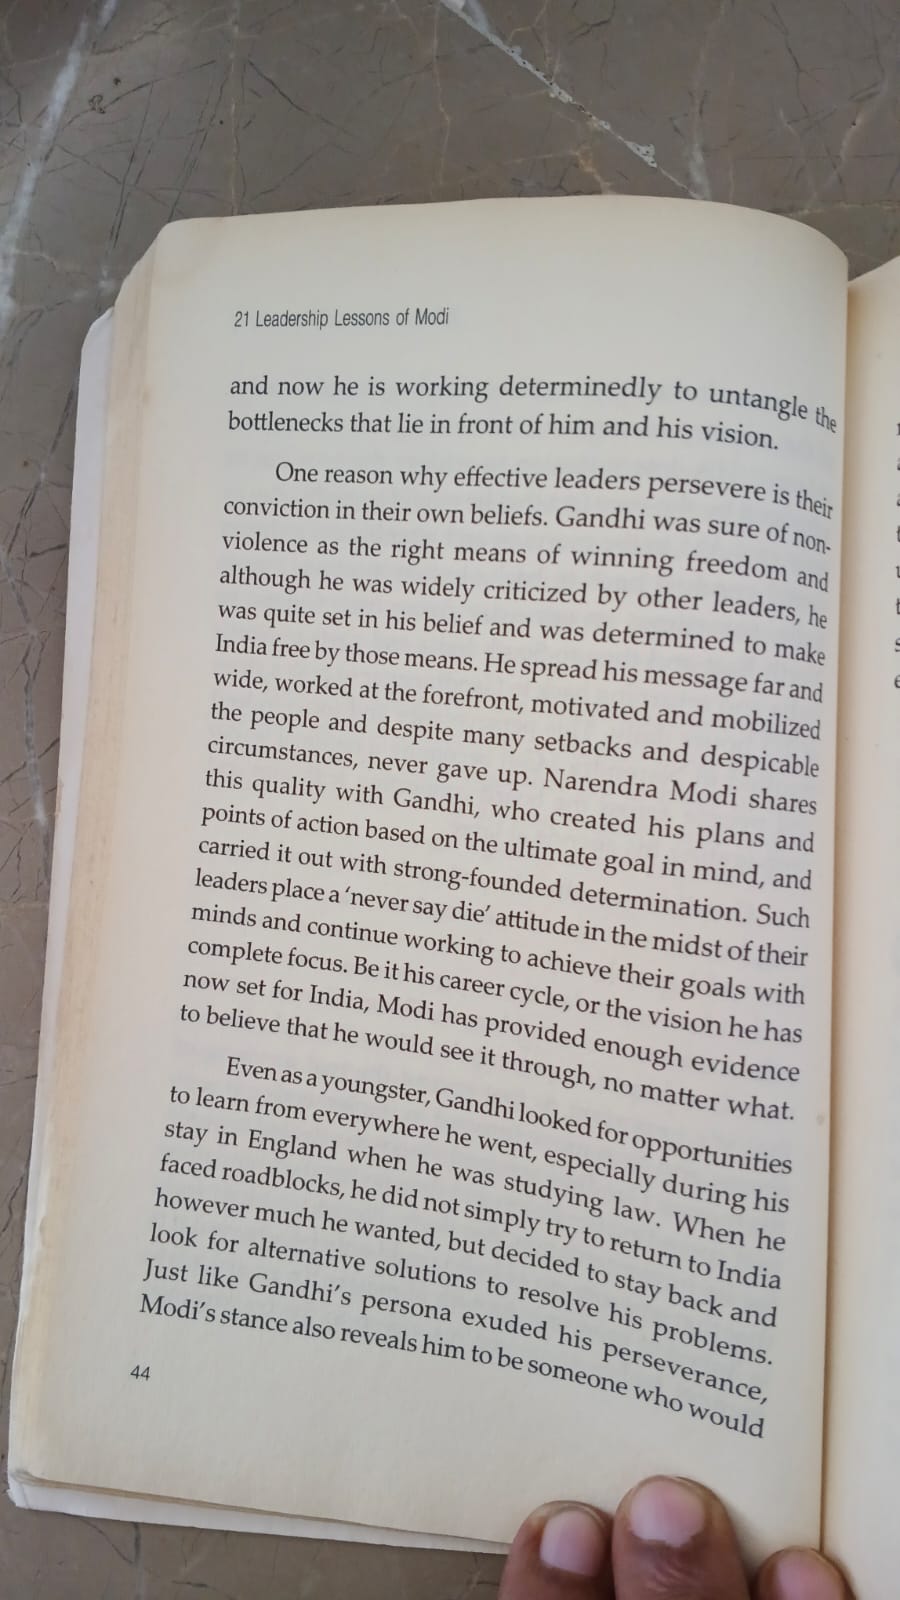 21 Leadership Lessons of Modi
and now he is working determinedly to untangle the
bottlenecks that lie in front of him and his vision.
One reason why effective leaders persevere is their
conviction in their own beliefs. Gandhi was sure of non-
violence as the right means of winning freedom and
although he was widely criticized by other leaders, he
was quite set in his belief and was determined to make
India free by those means. He spread his message far and
wide, worked at the forefront, motivated and mobilized
the people and despite many setbacks and despicable
circumstances, never gave up. Narendra Modi shares
this quality with Gandhi, who created his plans and
points of action based on the ultimate goal in mind, and
carried it out with strong-founded determination. Such
leaders place a 'never say die' attitude in the midst of their
minds and continue working to achieve their goals with
complete focus. Be it his career cycle, or the vision he has
now set for India, Modi has provided enough evidence
to believe that he would see it through, no matter what.
Even as a youngster, Gandhi looked for opportunities
to learn from everywhere he went, especially during his
stay in England when he was studying law. When he
faced roadblocks, he did not simply try to return to India
however much he wanted, but decided to stay back and
look for alternative solutions to resolve his problems.
Just like Gandhi's persona exuded his perseverance,
Modi's stance also reveals him to be someone who would
44